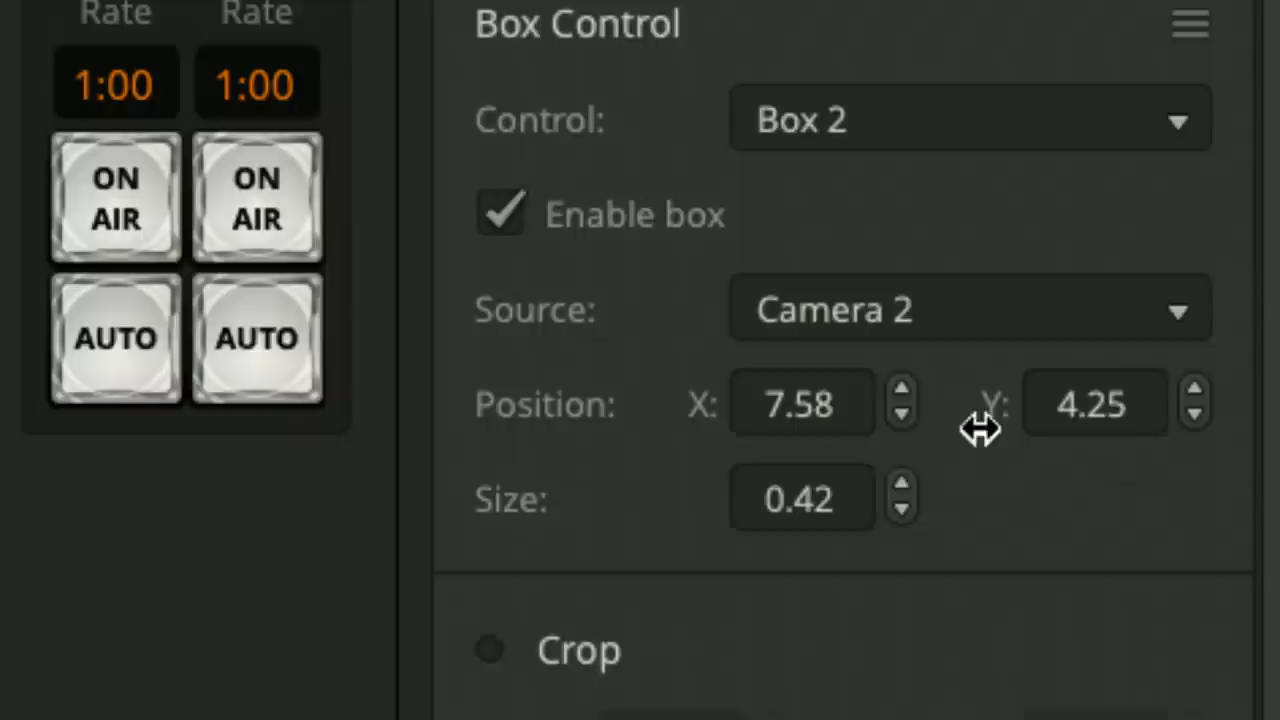 Rate Rate
1:00 1:00
ON AIR ON AIR
AUTO AUTO
Box Control
Control: Box 2
Enable box
Source: Camera 2
Position: X: 7.58 Y: 4.25
Size: 0.42
Crop